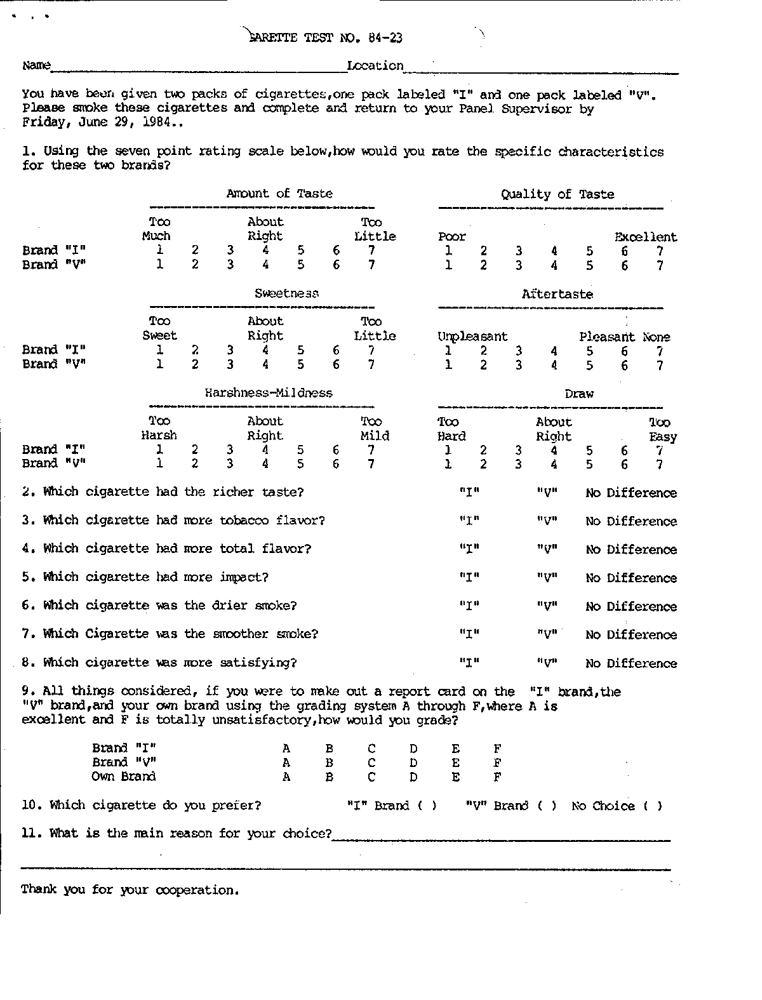 ARETTE TEST NO. 84-23
Name Location
You have been given two packs of cigarettes,one pack labeled "I" and one pack labeled "V".
Please smoke these cigarettes and complete and return to your Panel Supervisor by
Friday, June 29, 1984..
1. Using the seven point rating scale below,how would you rate the specific characteristics
for these two brands?
Amount of Taste Quality of Taste
Too About Too
Much Right Little Poor Excellent
Brand "I" 1 2 3 4 5 6 7 1 2 3 4 5 6 7
Brand "V" 1 2 3 4 5 6 7 1 2 3 4 5 6 7
Sweetness Aftertaste
Too About Too
Sweet Right Little Unpleasant Pleasant None
Brand "I" 1 2 3 4 5 6 7 1 2 3 4 5 6 7
Brand "V" 1 2 3 4 5 6 7 1 2 3 4 5 6 7
Harshness-Mildness Draw
Too About Too Too About Too
Harsh Right Mild Hard Right Easy
Brand "I" 1 2 3 4 5 6 7 1 2 3 4 5 6 7
Brand "V" 1 2 3 4 5 6 7 1 2 3 4 5 6 7
2. Which cigarette had the richer taste? "I" "V" No Difference
3. Which cigarette had more tobacco flavor? "I" "V" No Difference
4. Which cigarette had more total flavor? "I" "V" No Difference
5. Which cigarette had more impact? "I" "V" No Difference
6. Which cigarette was the drier smoke? "I" "V" No Difference
7. Which Cigarette was the smoother smoke? "I" "V" No Difference
8. Which cigarette was more satisfying? "I" "V" No Difference
9. All things considered, if you were to make out a report card on the "I" brand,the
"V" brand,and your own brand using the grading system A through F,where A is
excellent and F is totally unsatisfactory,how would you grade?
Brand "I" A B C D E F
Brand "V" A B C D E F
Own Brand A B C D E F
10. Which cigarette do you prefer? "I" Brand ( ) "V" Brand ( ) No Choice ( )
11. What is the main reason for your choice?
Thank you for your cooperation.